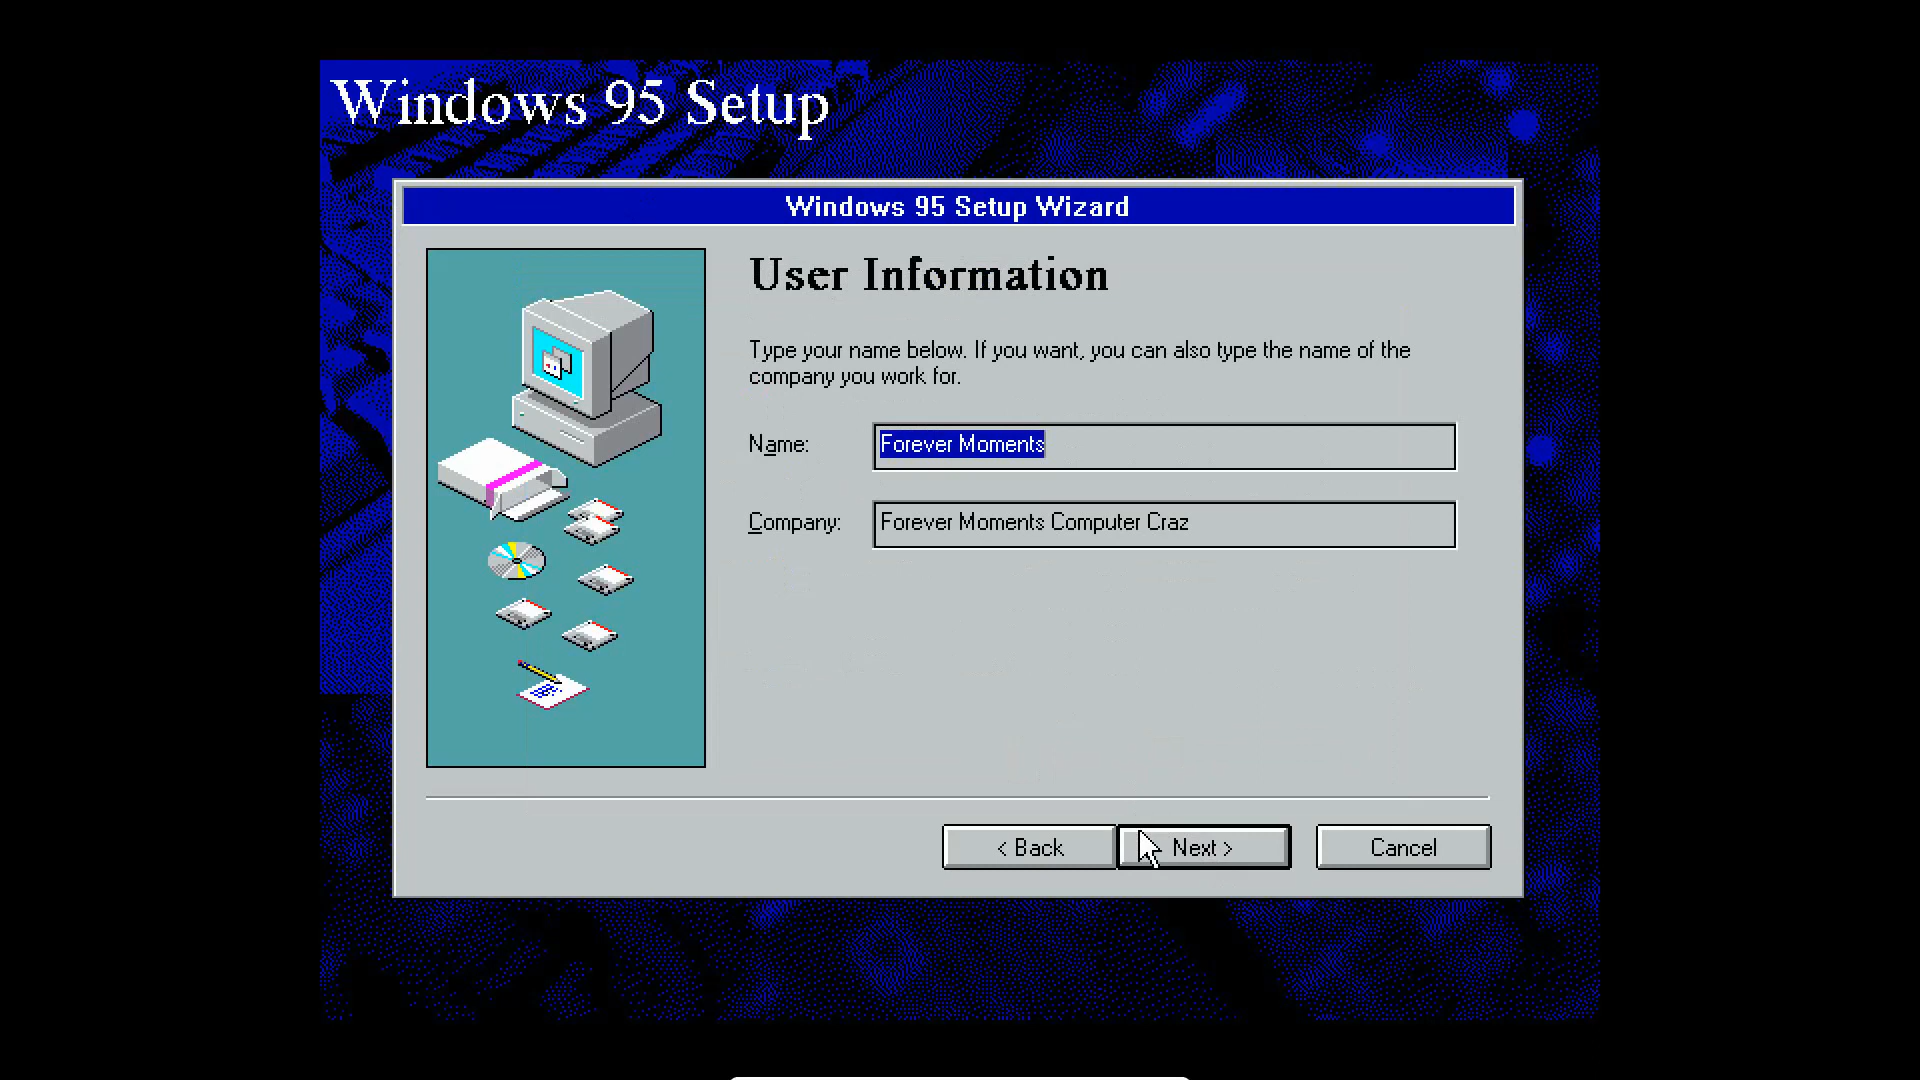 Windows 95 Setup
Windows 95 Setup Wizard
User Information
Type your name below. If you want, you can also type the name of the
company you work for.
Name: Forever Moments
Company: Forever Moments Computer Craz
< Back Next > Cancel